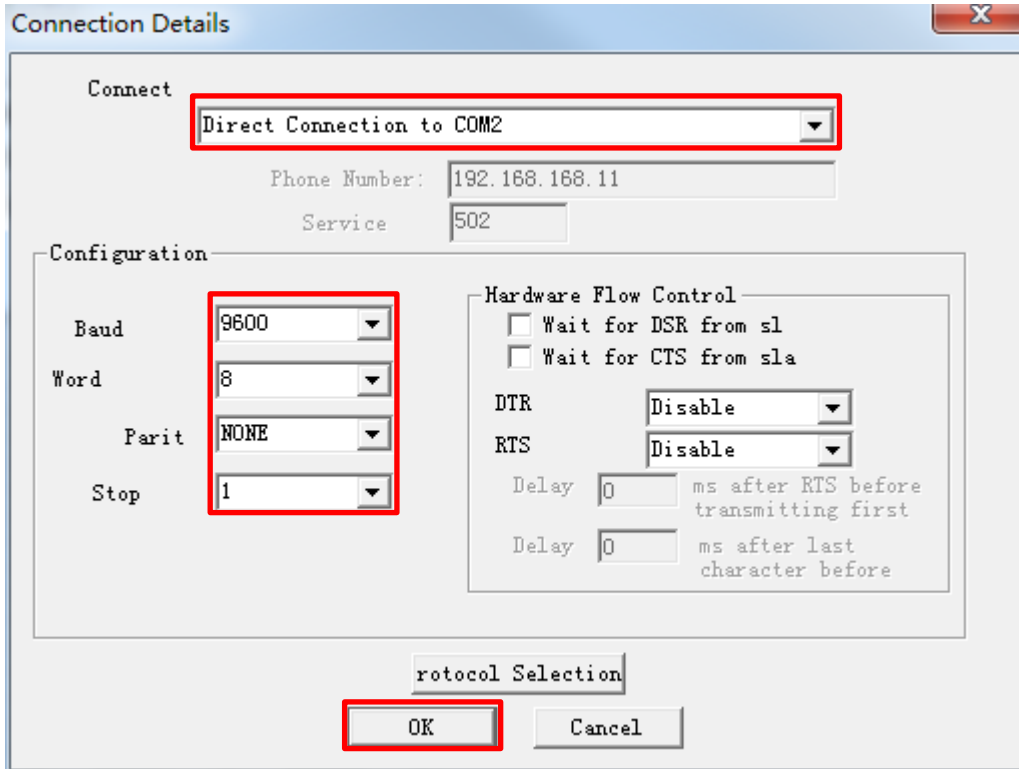 Connection Details
X
Connect
Direct Connection to COM2
Phone Number: 192.168.168.11
Service 502
Configuration
Baud 9600
Word 8
Parit NONE
Stop 1
Hardware Flow Control
Wait for DSR from sl
Wait for CTS from sla
DTR Disable
RTS Disable
Delay 0 ms after RTS before
transmitting first
Delay 0 ms after last
character before
rotocol Selection
OK Cancel